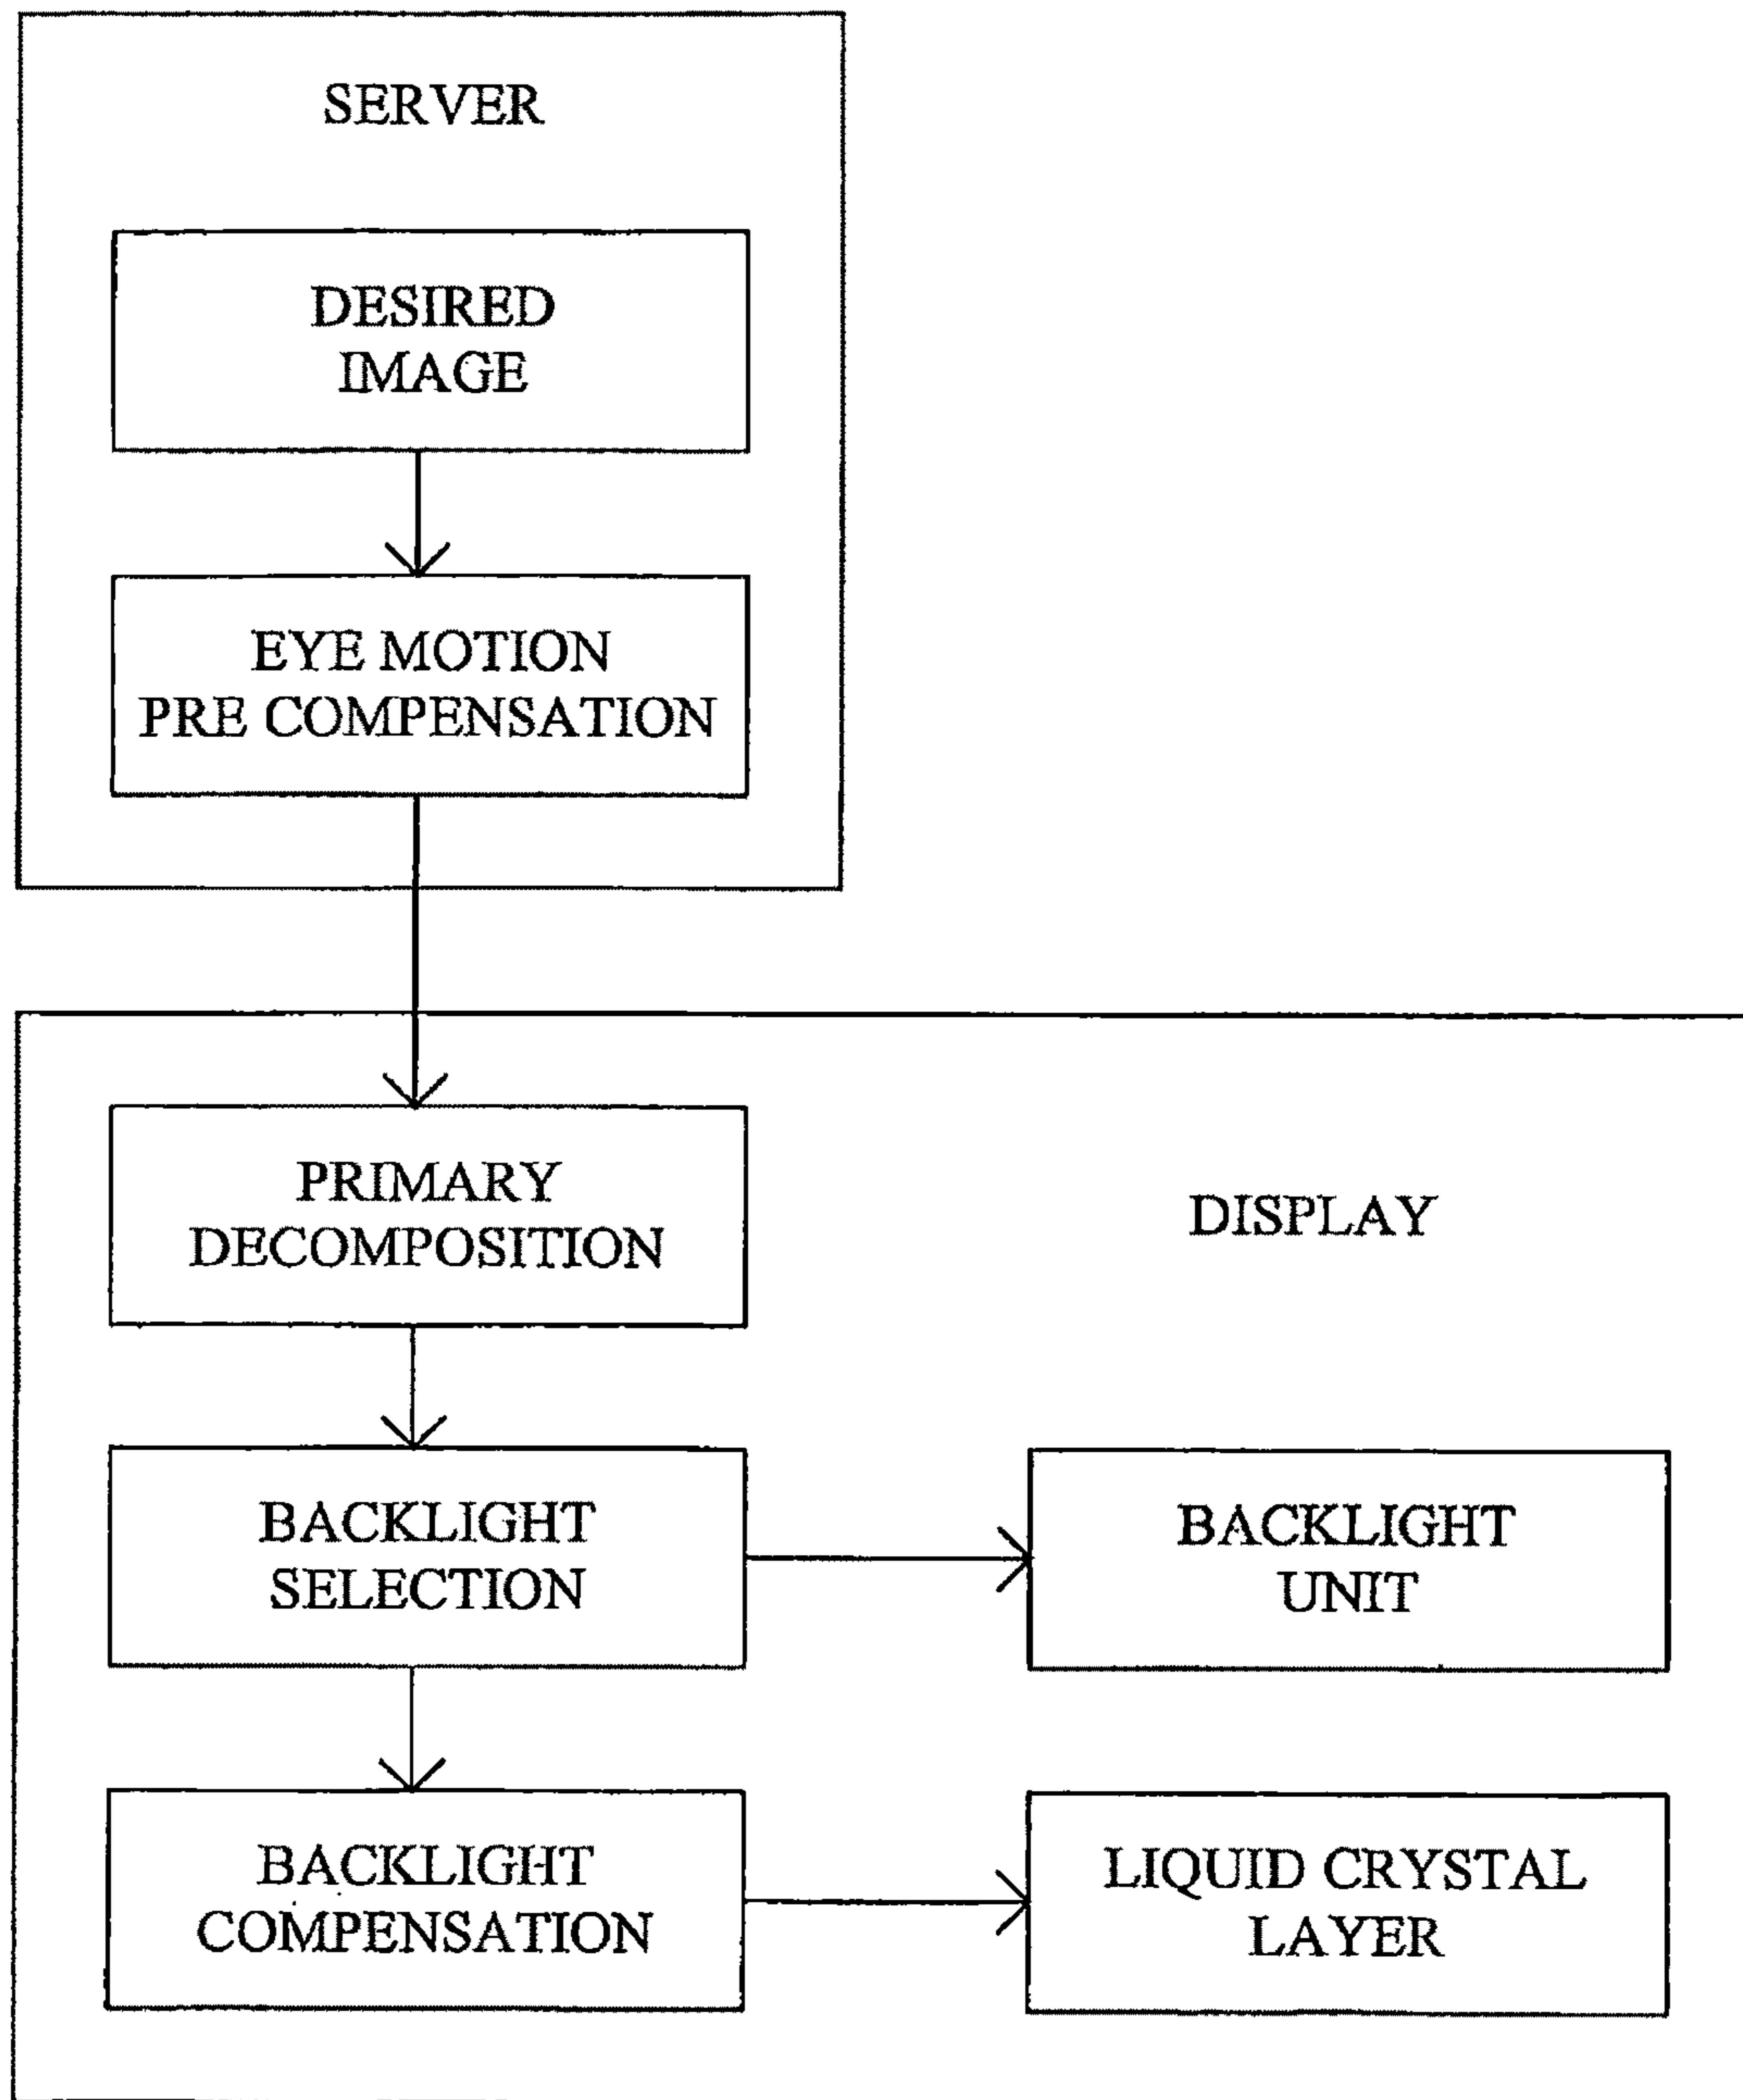 SERVER
DESIRED
IMAGE
EYE MOTION
PRE COMPENSATION
PRIMARY
DECOMPOSITION
DISPLAY
BACKLIGHT
SELECTION
BACKLIGHT
UNIT
BACKLIGHT
COMPENSATION
LIQUID CRYSTAL
LAYER